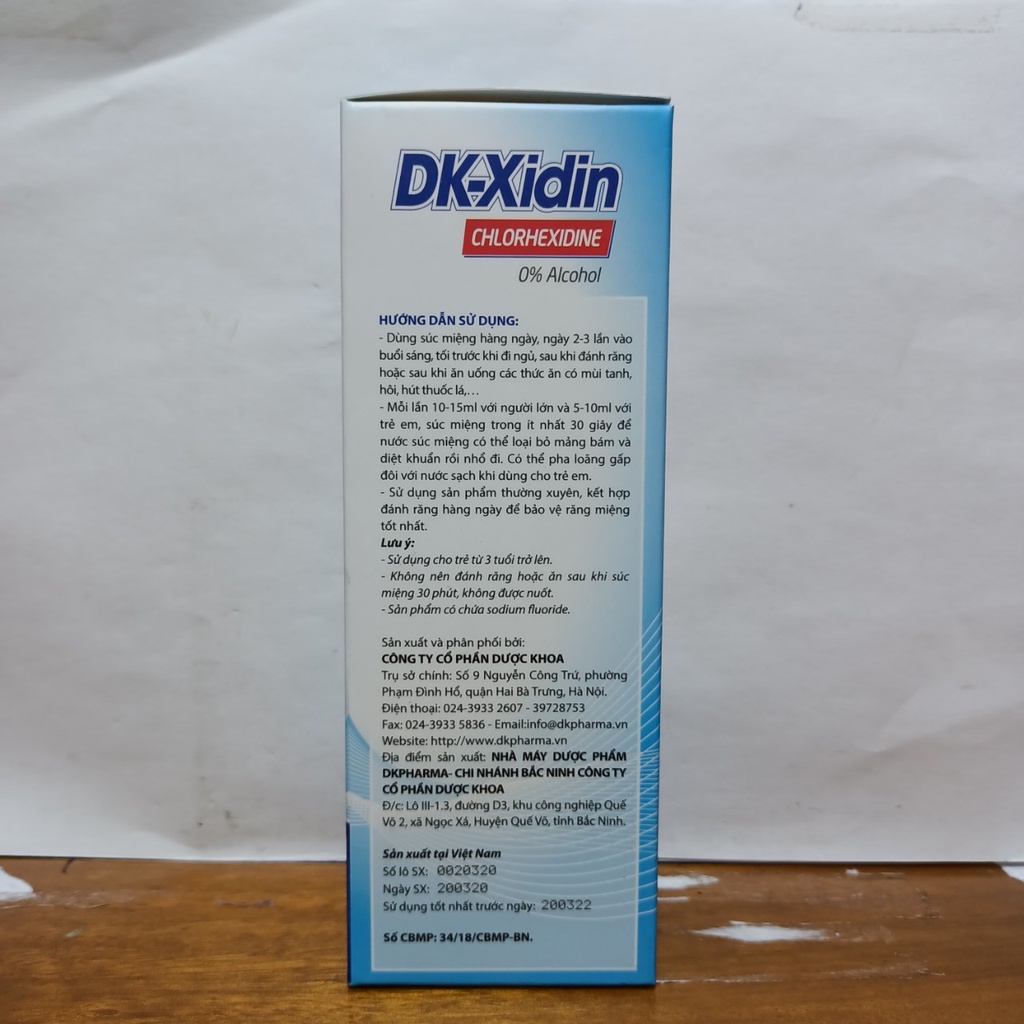 DK-Xidin
CHLORHEXIDINE
0% Alcohol
HƯỚNG DẪN SỬ DỤNG:
- Dùng súc miệng hàng ngày, ngày 2-3 lần vào
buổi sáng, tối trước khi đi ngủ, sau khi đánh răng
hoặc sau khi ăn uống các thức ăn có mùi tanh,
hôi, hút thuốc lá,...
- Mỗi lần 10-15ml với người lớn và 5-10ml với
trẻ em, súc miệng trong ít nhất 30 giây để
nước súc miệng có thể loại bỏ mảng bám và
diệt khuẩn rồi nhổ đi. Có thể pha loãng gấp
đôi với nước sạch khi dùng cho trẻ em.
- Sử dụng sản phẩm thường xuyên, kết hợp
đánh răng hàng ngày để bảo vệ răng miệng
tốt nhất.
Lưu ý:
- Sử dụng cho trẻ từ 3 tuổi trở lên.
- Không nên đánh răng hoặc ăn sau khi súc
miệng 30 phút, không được nuốt.
- Sản phẩm có chứa sodium fluoride.
Sản xuất và phân phối bởi:
CÔNG TY CỔ PHẦN DƯỢC KHOA
Trụ sở chính: Số 9 Nguyễn Công Trứ, phường
Phạm Đình Hổ, quận Hai Bà Trưng, Hà Nội.
Điện thoại: 024-3933 2607 - 39728753
Fax: 024-3933 5836 - Email:info@dkpharma.vn
Website: http://www.dkpharma.vn
Địa điểm sản xuất: NHÀ MÁY DƯỢC PHẨM
DKPHARMA- CHI NHÁNH BẮC NINH CÔNG TY
CỔ PHẦN DƯỢC KHOA
Đ/c: Lô III-1.3, đường D3, khu công nghiệp Quế
Võ 2, xã Ngọc Xá, Huyện Quế Võ, tỉnh Bắc Ninh.
Sản xuất tại Việt Nam
Số lô SX: 0020320
Ngày SX: 200320
Sử dụng tốt nhất trước ngày: 200322
Số CBMP: 34/18/CBMP-BN.